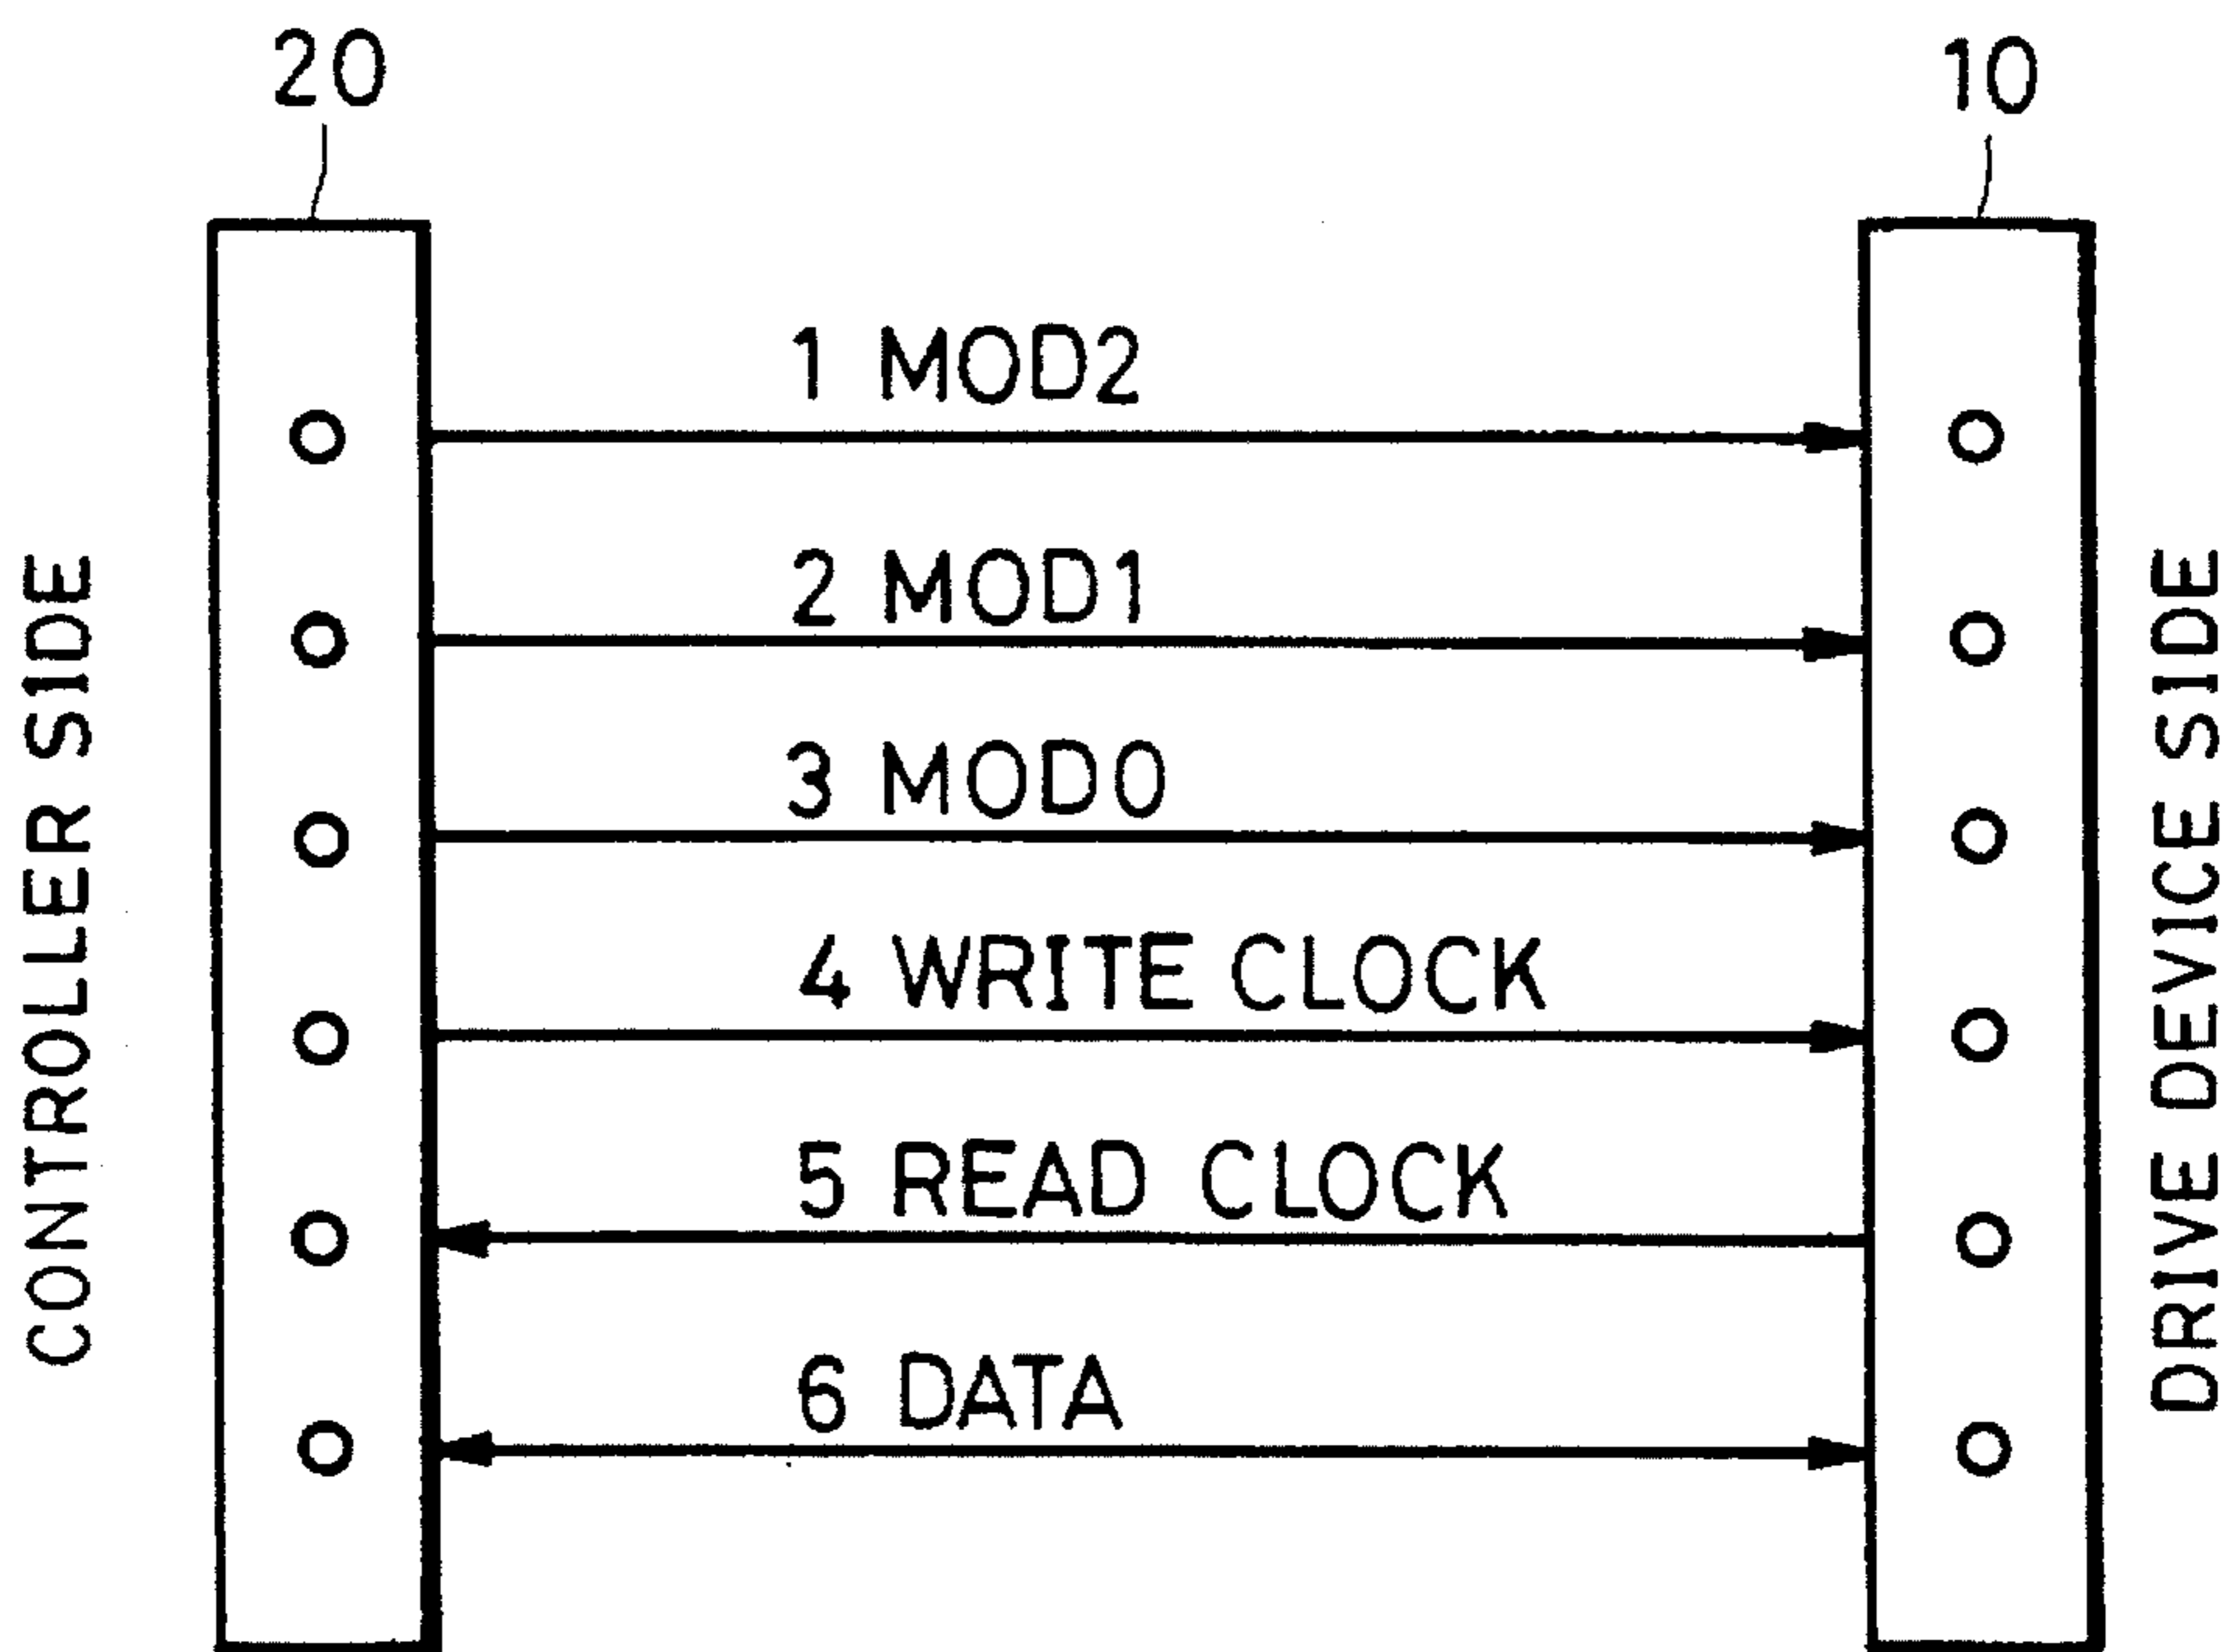 20
10
1 MOD2
2 MOD1
3 MOD0
4 WRITE CLOCK
5 READ CLOCK
6 DATA
CONTROLLER SIDE
DRIVE DEVICE SIDE